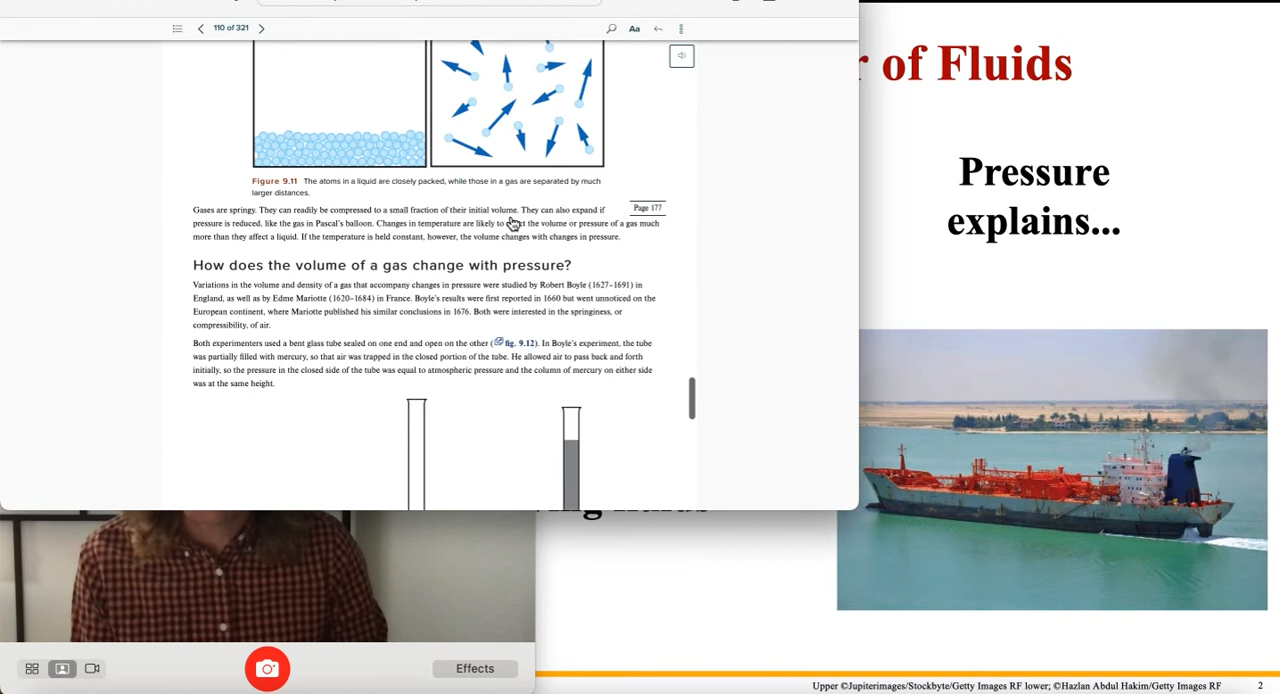 110 of 321
Aa
Figure 9.11 The atoms in a liquid are closely packed, while those in a gas are separated by much
larger distances.
Gases are springy. They can readily be compressed to a small fraction of their initial volume. They can also expand if
Page 177
pressure is reduced, like the gas in Pascal's balloon. Changes in temperature are likely to the volume or pressure of a gas much
more than they affect a liquid. If the temperature is held constant, however, the volume changes with changes in pressure.
How does the volume of a gas change with pressure?
Variations in the volume and density of a gas that accompany changes in pressure were studied by Robert Boyle (1627–1691) in
England, as well as by Edme Mariotte (1620–1684) in France. Boyle's results were first reported in 1660 but went unnoticed on the
European continent, where Mariotte published his similar conclusions in 1676. Both were interested in the springiness, or
compressibility, of air.
Both experimenters used a bent glass tube sealed on one end and open on the other (fig. 9.12). In Boyle's experiment, the tube
was partially filled with mercury, so that air was trapped in the closed portion of the tube. He allowed air to pass back and forth
initially, so the pressure in the closed side of the tube was equal to atmospheric pressure and the column of mercury on either side
was at the same height.
of Fluids
Pressure
explains...
Effects
Upper ©Jupiterimages/Stockbyte/Getty Images RF lower; ©Hazlan Abdul Hakim/Getty Images RF 2